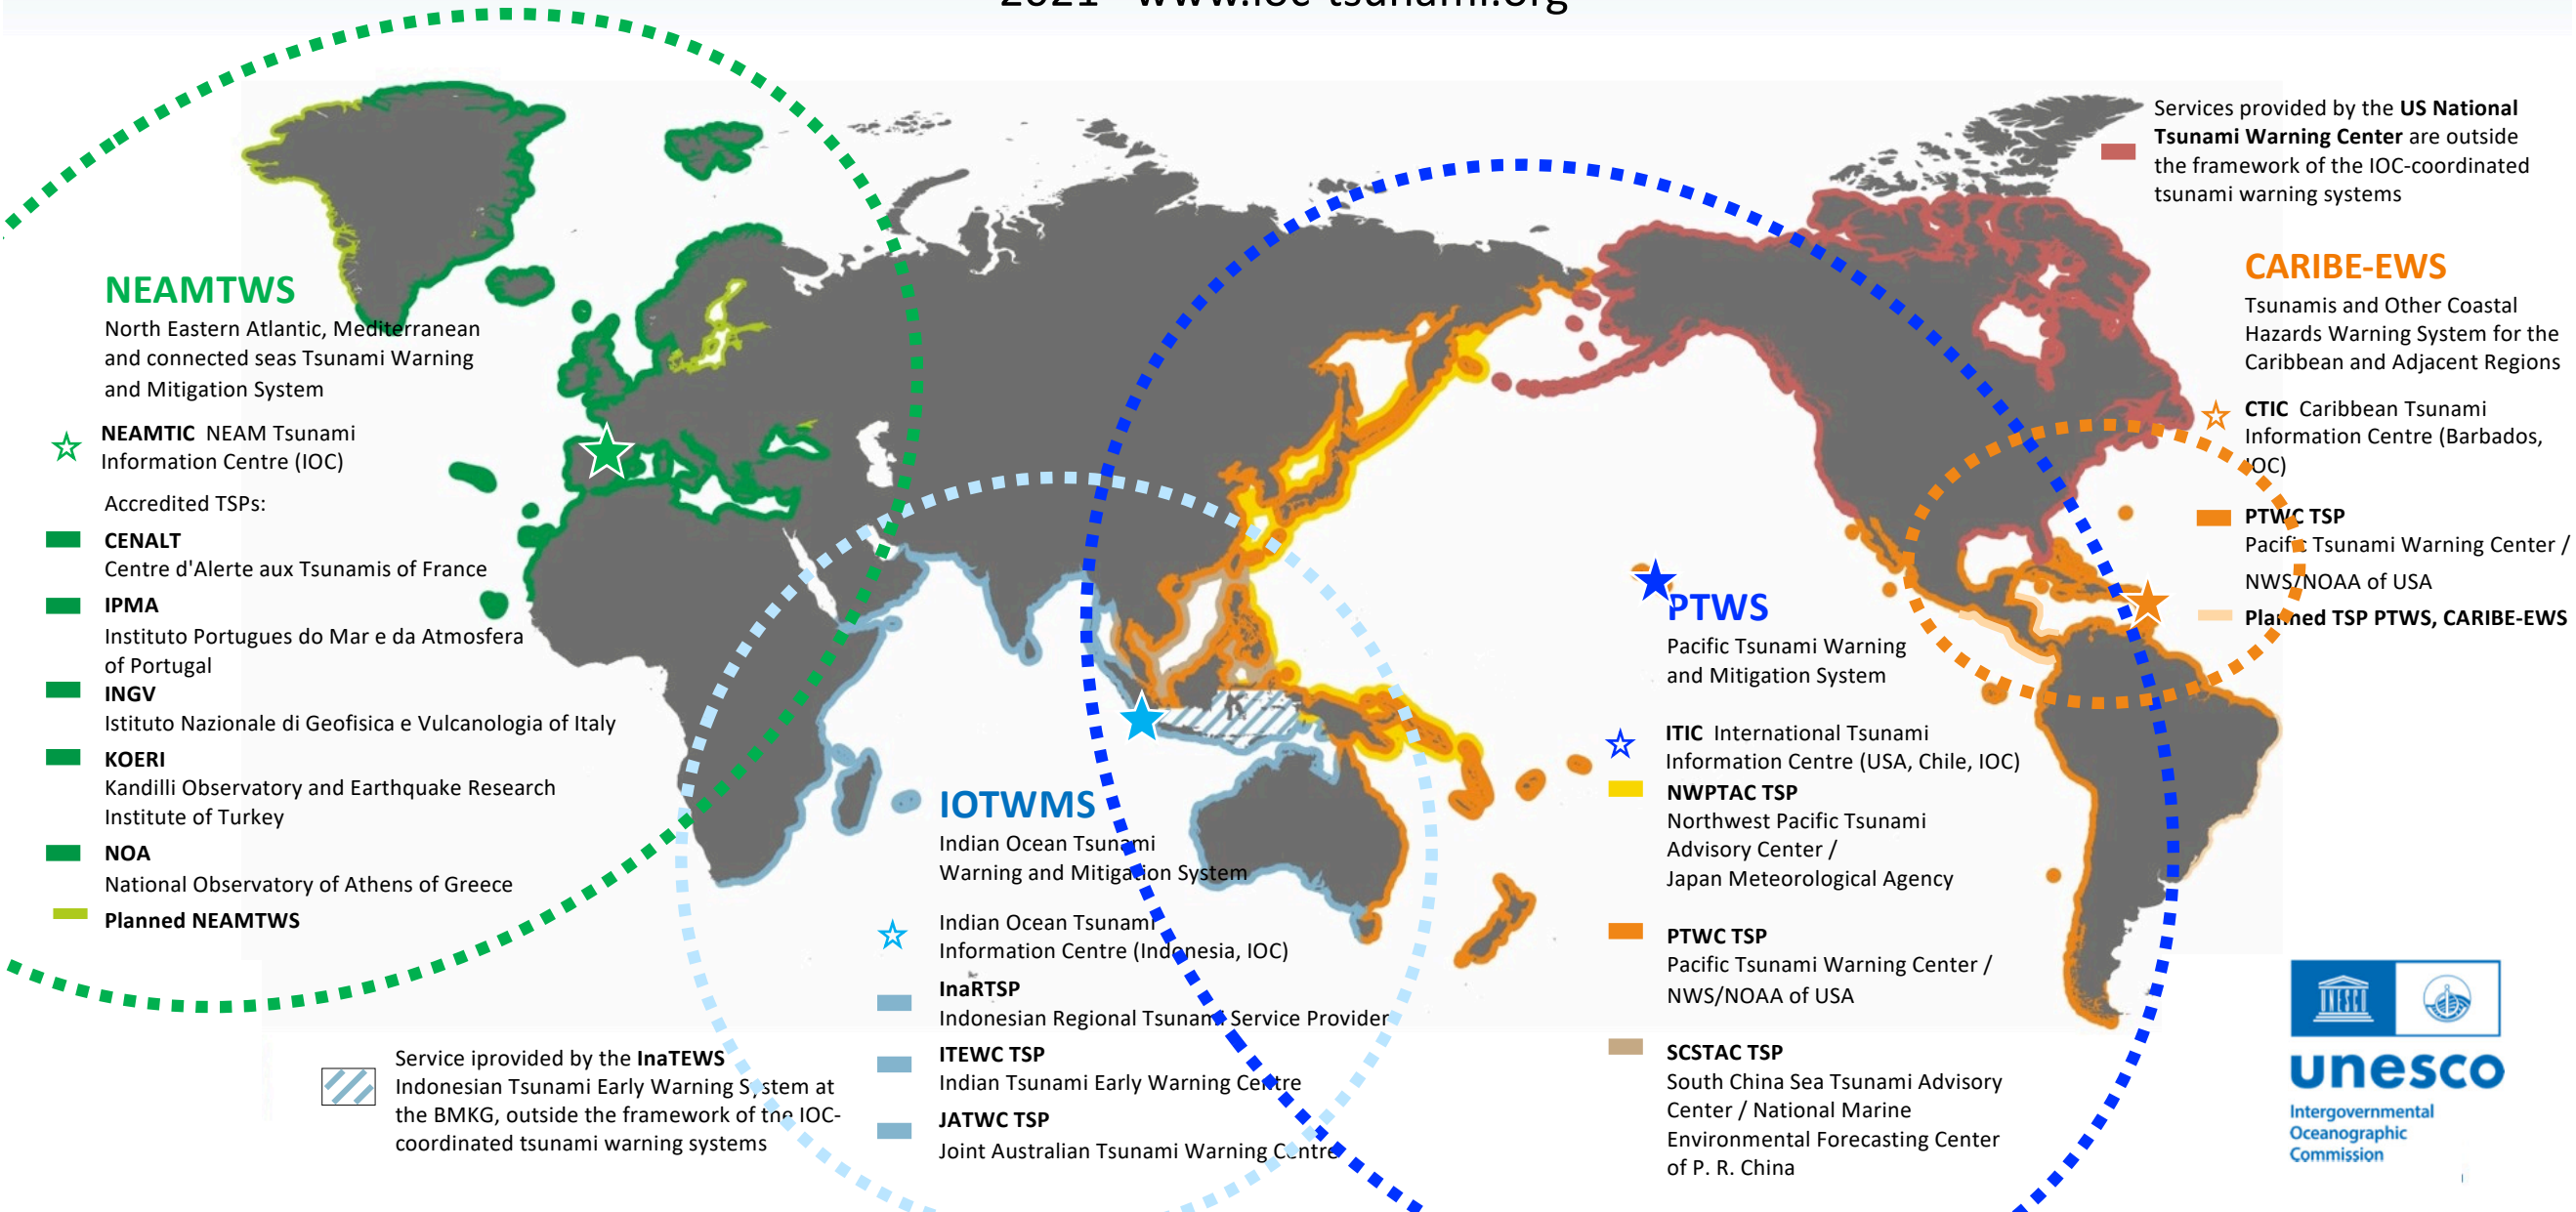 2021 www.ioc-tsunami.org
Services provided by the US National
Tsunami Warning Center are outside
the framework of the IOC-coordinated
tsunami warning systems
NEAMTWS
North Eastern Atlantic, Mediterranean
and connected seas Tsunami Warning
and Mitigation System
NEAMTIC NEAM Tsunami
Information Centre (IOC)
Accredited TSPs:
CENALT
Centre d'Alerte aux Tsunamis of France
IPMA
Instituto Portugues do Mar e da Atmosfera
of Portugal
INGV
Istituto Nazionale di Geofisica e Vulcanologia of Italy
KOERI
Kandilli Observatory and Earthquake Research
Institute of Turkey
NOA
National Observatory of Athens of Greece
Planned NEAMTWS
Service iprovided by the InaTEWS
Indonesian Tsunami Early Warning System at
the BMKG, outside the framework of the IOC-
coordinated tsunami warning systems
IOTWMS
Indian Ocean Tsunami
Warning and Mitigation System
Indian Ocean Tsunami
Information Centre (Indonesia, IOC)
InaRTSP
Indonesian Regional Tsunami Service Provider
ITEWC TSP
Indian Tsunami Early Warning Centre
JATWC TSP
Joint Australian Tsunami Warning Centre
PTWS
Pacific Tsunami Warning
and Mitigation System
ITIC International Tsunami
Information Centre (USA, Chile, IOC)
NWPTAC TSP
Northwest Pacific Tsunami
Advisory Center /
Japan Meteorological Agency
PTWC TSP
Pacific Tsunami Warning Center /
NWS/NOAA of USA
SCSTAC TSP
South China Sea Tsunami Advisory
Center / National Marine
Environmental Forecasting Center
of P. R. China
CARIBE-EWS
Tsunamis and Other Coastal
Hazards Warning System for the
Caribbean and Adjacent Regions
CTIC Caribbean Tsunami
Information Centre (Barbados,
IOC)
PTWC TSP
Pacific Tsunami Warning Center /
NWS/NOAA of USA
Planned TSP PTWS, CARIBE-EWS
UNESCO
unesco
Intergovernmental
Oceanographic
Commission